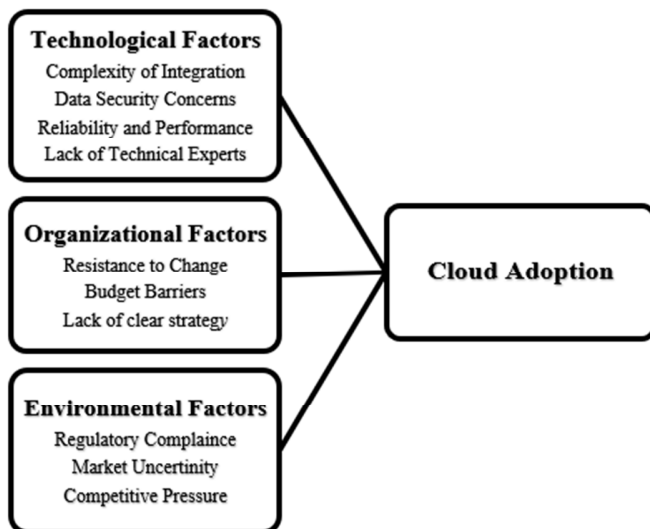 Technological Factors
Complexity of Integration
Data Security Concerns
Reliability and Performance
Lack of Technical Experts
Organizational Factors
Resistance to Change
Budget Barriers
Lack of clear strategy
Environmental Factors
Regulatory Complaince
Market Uncertinity
Competitive Pressure
Cloud Adoption